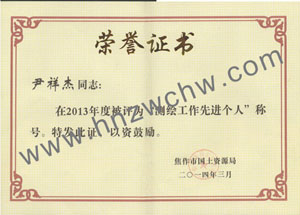 荣誉证书
尹祥杰同志：
在2013年度被评为“测绘工作先进个人”称
号。特发此证，以资鼓励。
焦作市国土资源局
二〇一四年三月
www.hnzwchw.com